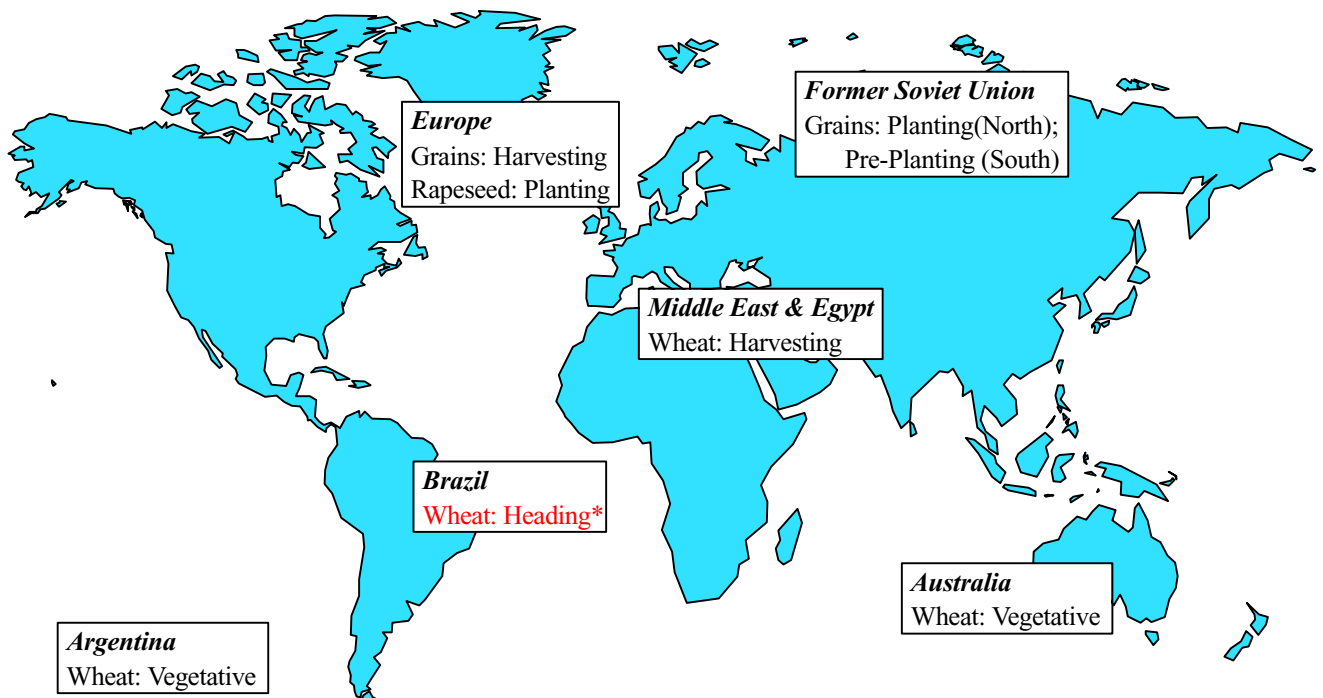 Former Soviet Union
Grains: Planting(North);
Pre-Planting (South)
Europe
Grains: Harvesting
Rapeseed: Planting
Middle East & Egypt
Wheat: Harvesting
Brazil
Wheat: Heading*
Australia
Wheat: Vegetative
Argentina
Wheat: Vegetative